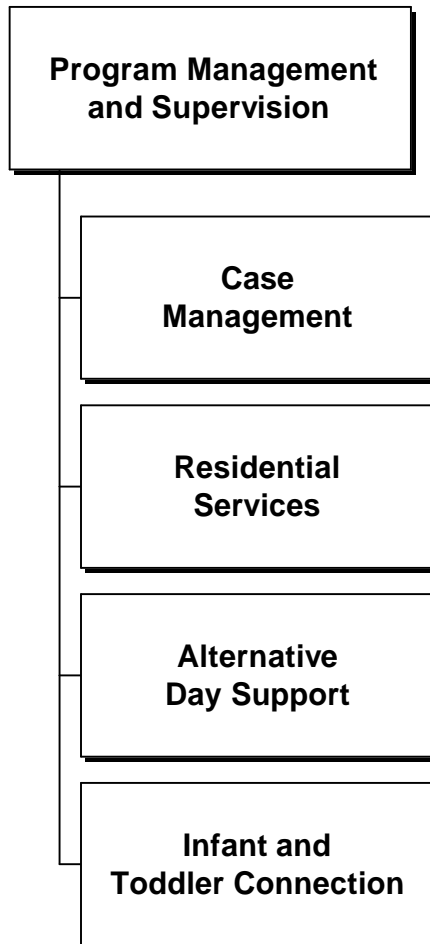 Program Management
and Supervision
Case
Management
Residential
Services
Alternative
Day Support
Infant and
Toddler Connection